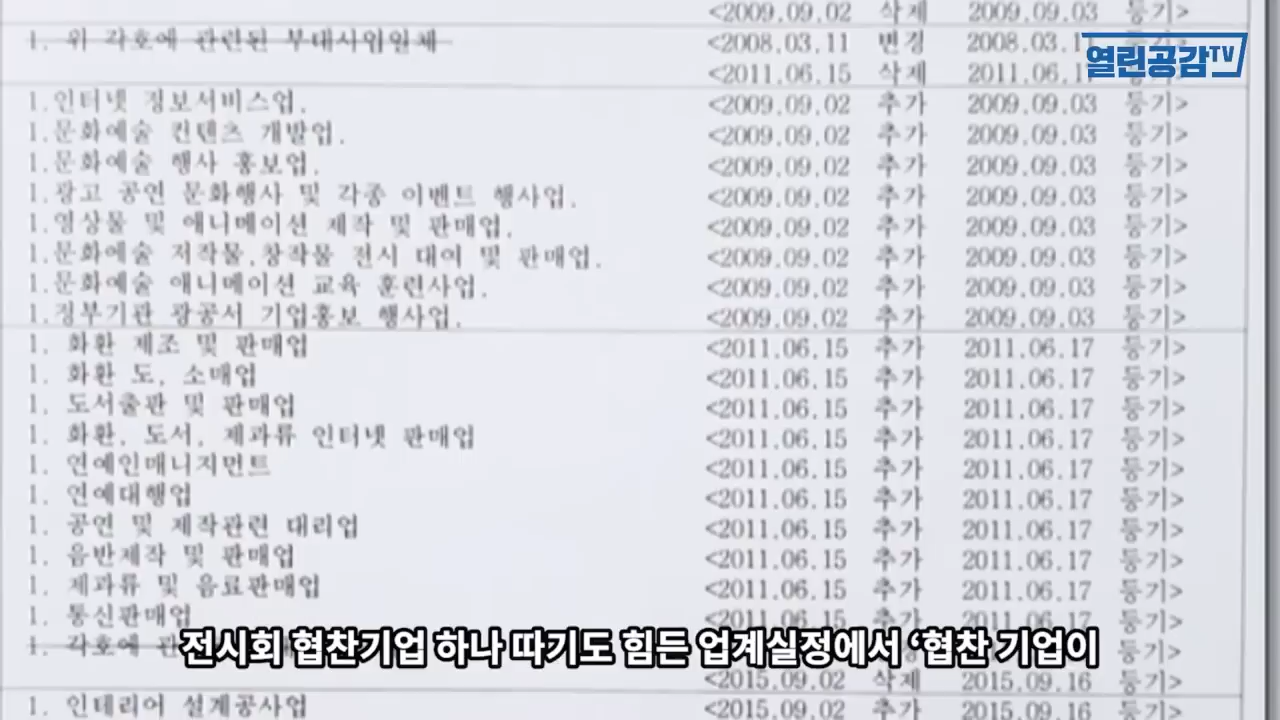 <2009.09.02 삭제 2009.09.03 등기>
1. 위 각호에 관련된 부대사업일체 <2008.03.11 변경 2008.03.11 등기>
<2011.06.15 삭제 2011.06.17 등기>
열린공감TV
1.인터넷 정보서비스업. <2009.09.02 추가 2009.09.03 등기>
1.문화예술 컨텐츠 개발업. <2009.09.02 추가 2009.09.03 등기>
1.문화예술 행사 홍보업. <2009.09.02 추가 2009.09.03 등기>
1.광고 공연 문화행사 및 각종 이벤트 행사업. <2009.09.02 추가 2009.09.03 등기>
1.영상물 및 애니메이션 제작 및 판매업. <2009.09.02 추가 2009.09.03 등기>
1.문화예술 저작물,창작물 전시 대여 및 판매업. <2009.09.02 추가 2009.09.03 등기>
1.문화예술 애니메이션 교육 훈련사업. <2009.09.02 추가 2009.09.03 등기>
1.정부기관 광공서 기업홍보 행사업. <2009.09.02 추가 2009.09.03 등기>
1. 화환 제조 및 판매업 <2011.06.15 추가 2011.06.17 등기>
1. 화환 도, 소매업 <2011.06.15 추가 2011.06.17 등기>
1. 도서출판 및 판매업 <2011.06.15 추가 2011.06.17 등기>
1. 화환, 도서, 제과류 인터넷 판매업 <2011.06.15 추가 2011.06.17 등기>
1. 연예인매니지먼트 <2011.06.15 추가 2011.06.17 등기>
1. 연예대행업 <2011.06.15 추가 2011.06.17 등기>
1. 공연 및 제작관련 대리업 <2011.06.15 추가 2011.06.17 등기>
1. 음반제작 및 판매업 <2011.06.15 추가 2011.06.17 등기>
1. 제과류 및 음료판매업 <2011.06.15 추가 2011.06.17 등기>
1. 통신판매업 <2011.06.15 추가 2011.06.17 등기>
1. 각호에 등기>
전시회 협찬기업 하나 따기도 힘든 업계실정에서 ‘협찬 기업이
<2015.09.02 삭제 2015.09.16 등기>
1. 인테리어 설계공사업 <2015.09.02 추가 2015.09.16 등기>